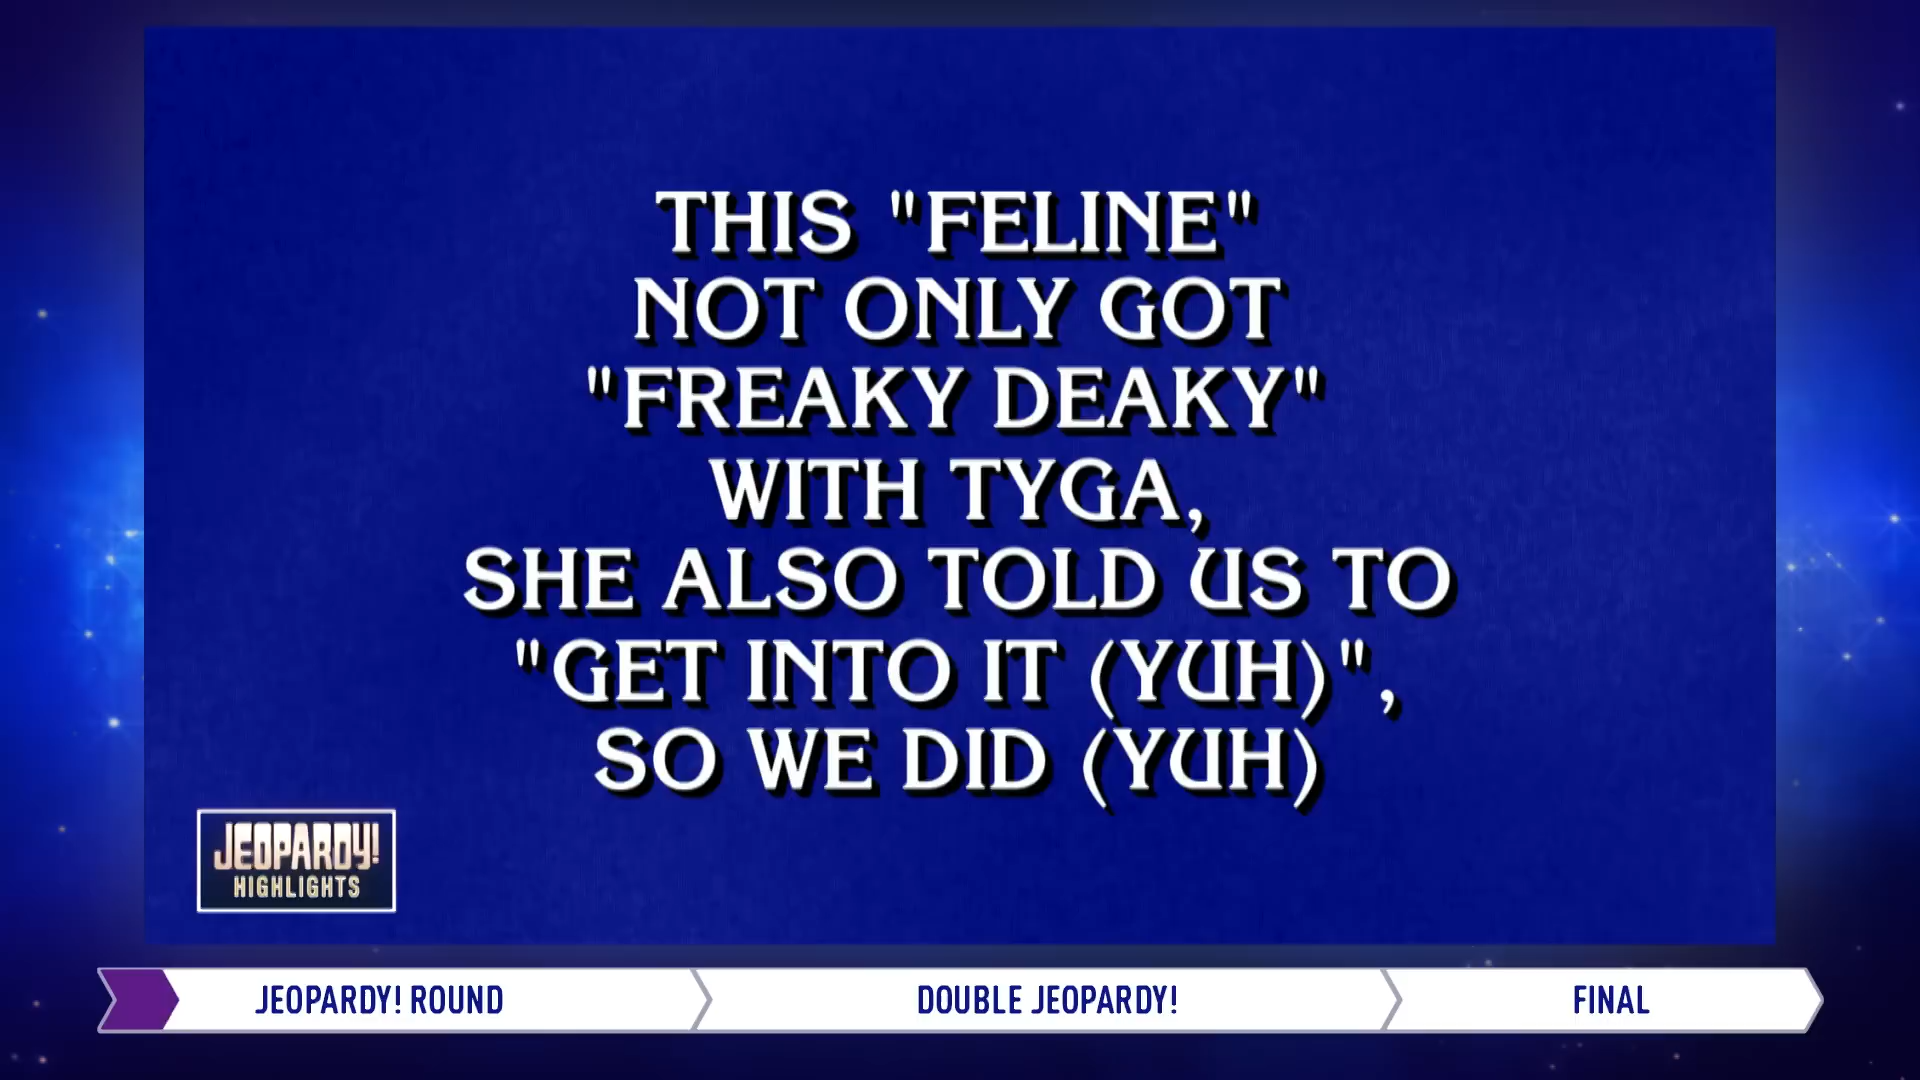 THIS "FELINE"
NOT ONLY GOT
"FREAKY DEAKY"
WITH TYGA,
SHE ALSO TOLD US TO
"GET INTO IT (YUH)",
SO WE DID (YUH)
JEOPARDY!
HIGHLIGHTS
JEOPARDY! ROUND
DOUBLE JEOPARDY!
FINAL